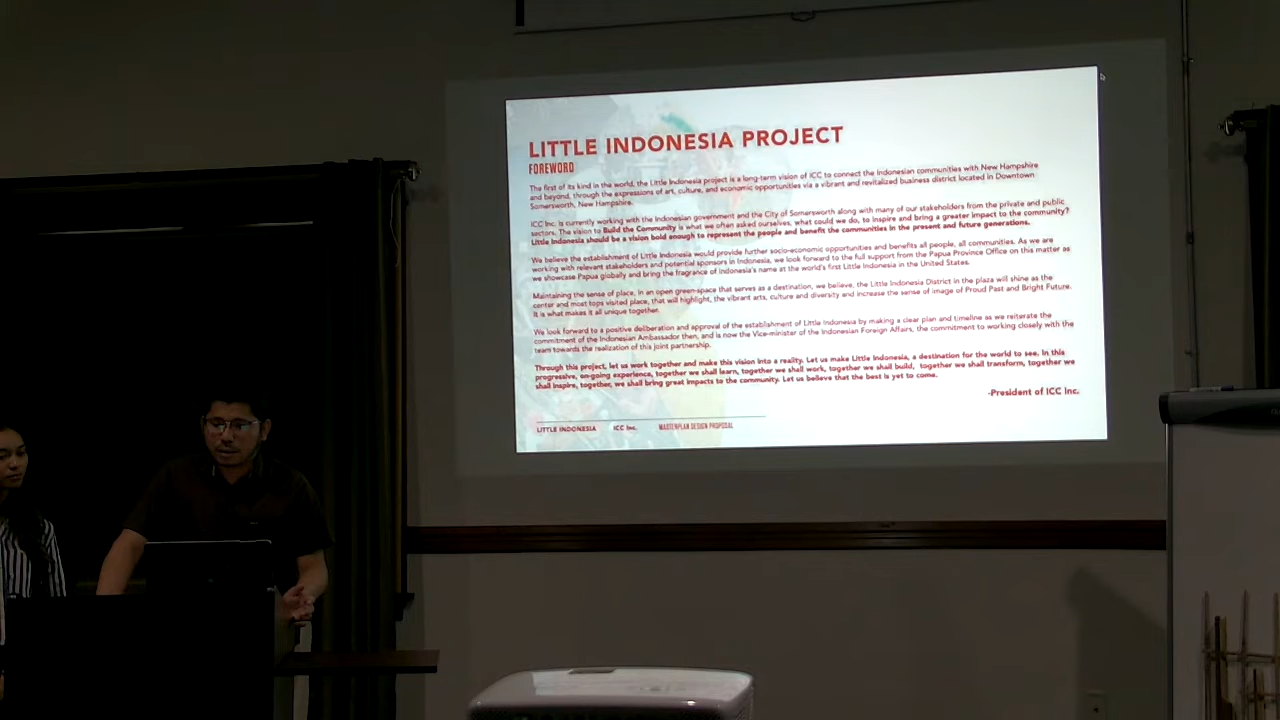 LITTLE INDONESIA PROJECT
FOREWORD
The first of its kind in the world, the Little Indonesia project is a long-term vision of ICC to connect the Indonesian communities with New Hampshire
and beyond, through the expressions of art, culture, and economic opportunities via a vibrant and revitalized business district located in Downtown
Somersworth, New Hampshire.
ICC Inc. is currently working with the Indonesian government and the City of Somersworth along with many of our stakeholders from the private and public
sectors. The vision to Build the Community is what we often asked ourselves, what could we do, to inspire and bring a greater impact to the community?
Little Indonesia should be a vision bold enough to represent the people and benefit the communities in the present and future generations.
We believe the establishment of Little Indonesia would provide further socio-economic opportunities and benefits all people, all communities. As we are
working with relevant stakeholders and potential sponsors in Indonesia, we look forward to the full support from the Papua Province Office on this matter as
we showcase Papua globally and bring the fragrance of Indonesia's name at the world's first Little Indonesia in the United States.
Maintaining the sense of place, in an open green-space that serves as a destination, we believe, the Little Indonesia District in the plaza will shine as the
center and most tops visited place, that will highlight, the vibrant arts, culture and diversity and increase the sense of image of Proud Past and Bright Future.
It is what makes it all unique together.
We look forward to a positive deliberation and approval of the establishment of Little Indonesia by making a clear plan and timeline as we reiterate the
commitment of the Indonesian Ambassador then, and is now the Vice-minister of the Indonesian Foreign Affairs, the commitment to working closely with the
team towards the realization of this joint partnership.
Through this project, let us work together and make this vision into a reality. Let us make Little Indonesia, a destination for the world to see. In this
progressive, on-going experience, together we shall learn, together we shall work, together we shall build, together we shall transform, together we
shall inspire, together, we shall bring great impacts to the community. Let us believe that the best is yet to come.
-President of ICC Inc.
LITTLE INDONESIA ICC Inc. MASTERPLAN DESIGN PROPOSAL